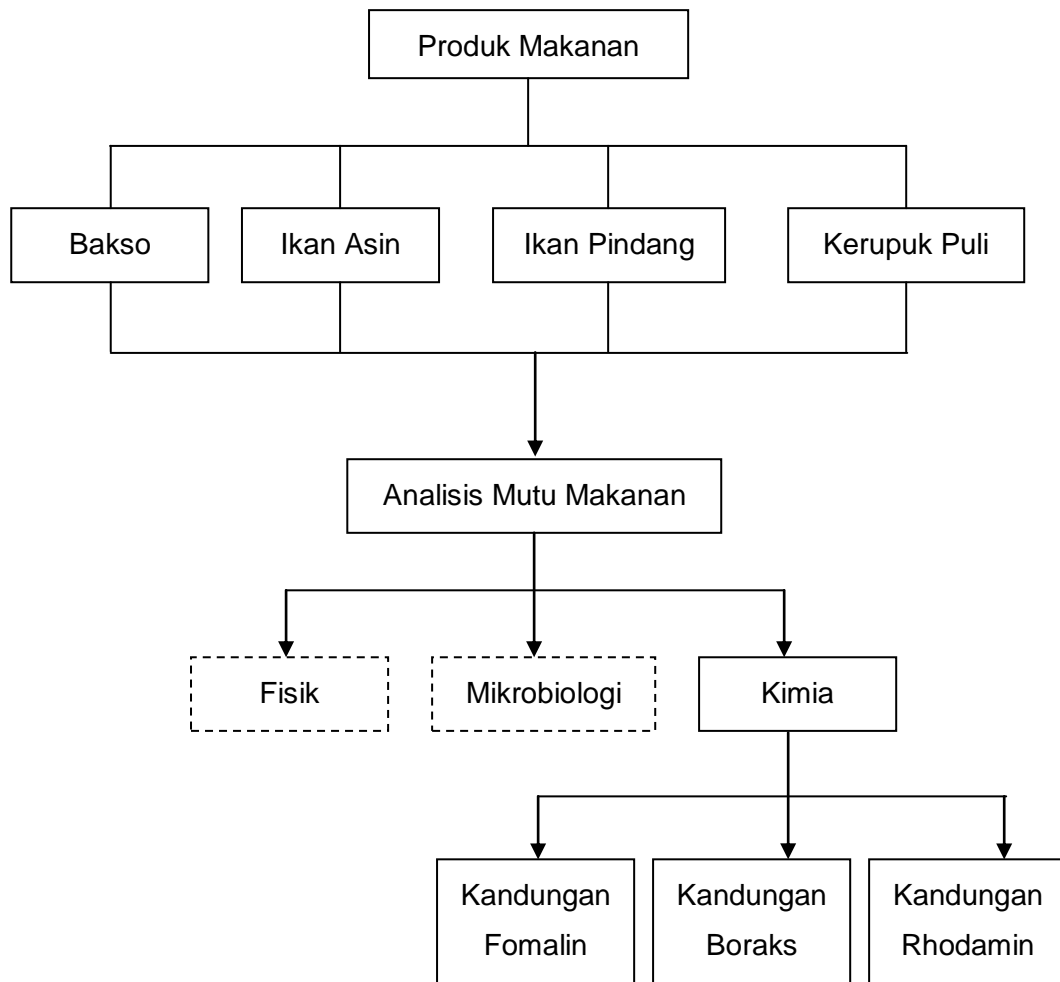 Produk Makanan
Bakso
Ikan Asin
Ikan Pindang
Kerupuk Puli
Analisis Mutu Makanan
Fisik
Mikrobiologi
Kimia
Kandungan
Fomalin
Kandungan
Boraks
Kandungan
Rhodamin